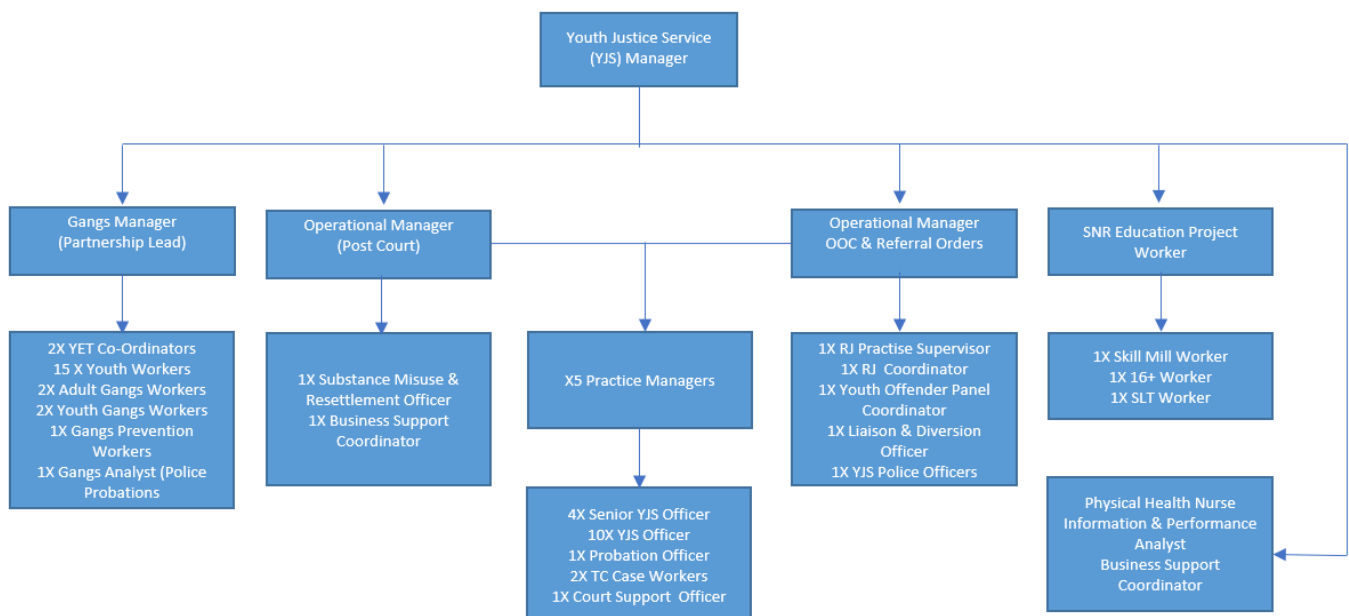 Youth Justice Service
(YJS) Manager
Gangs Manager
(Partnership Lead)
Operational Manager
(Post Court)
Operational Manager
OOC & Referral Orders
SNR Education Project
Worker
2X YET Co-Ordinators
15 X Youth Workers
2X Adult Gangs Workers
2X Youth Gangs Workers
1X Gangs Prevention
Workers
1X Gangs Analyst (Police
Probations
1X Substance Misuse &
Resettlement Officer
1X Business Support
Coordinator
X5 Practice Managers
1X RJ Practise Supervisor
1X RJ  Coordinator
1X Youth Offender Panel
Coordinator
1X Liaison & Diversion
Officer
1X YJS Police Officers
1X Skill Mill Worker
1X 16+ Worker
1X SLT Worker
4X Senior YJS Officer
10X YJS Officer
1X Probation Officer
2X TC Case Workers
1X Court Support  Officer
Physical Health Nurse
Information & Performance
Analyst
Business Support
Coordinator